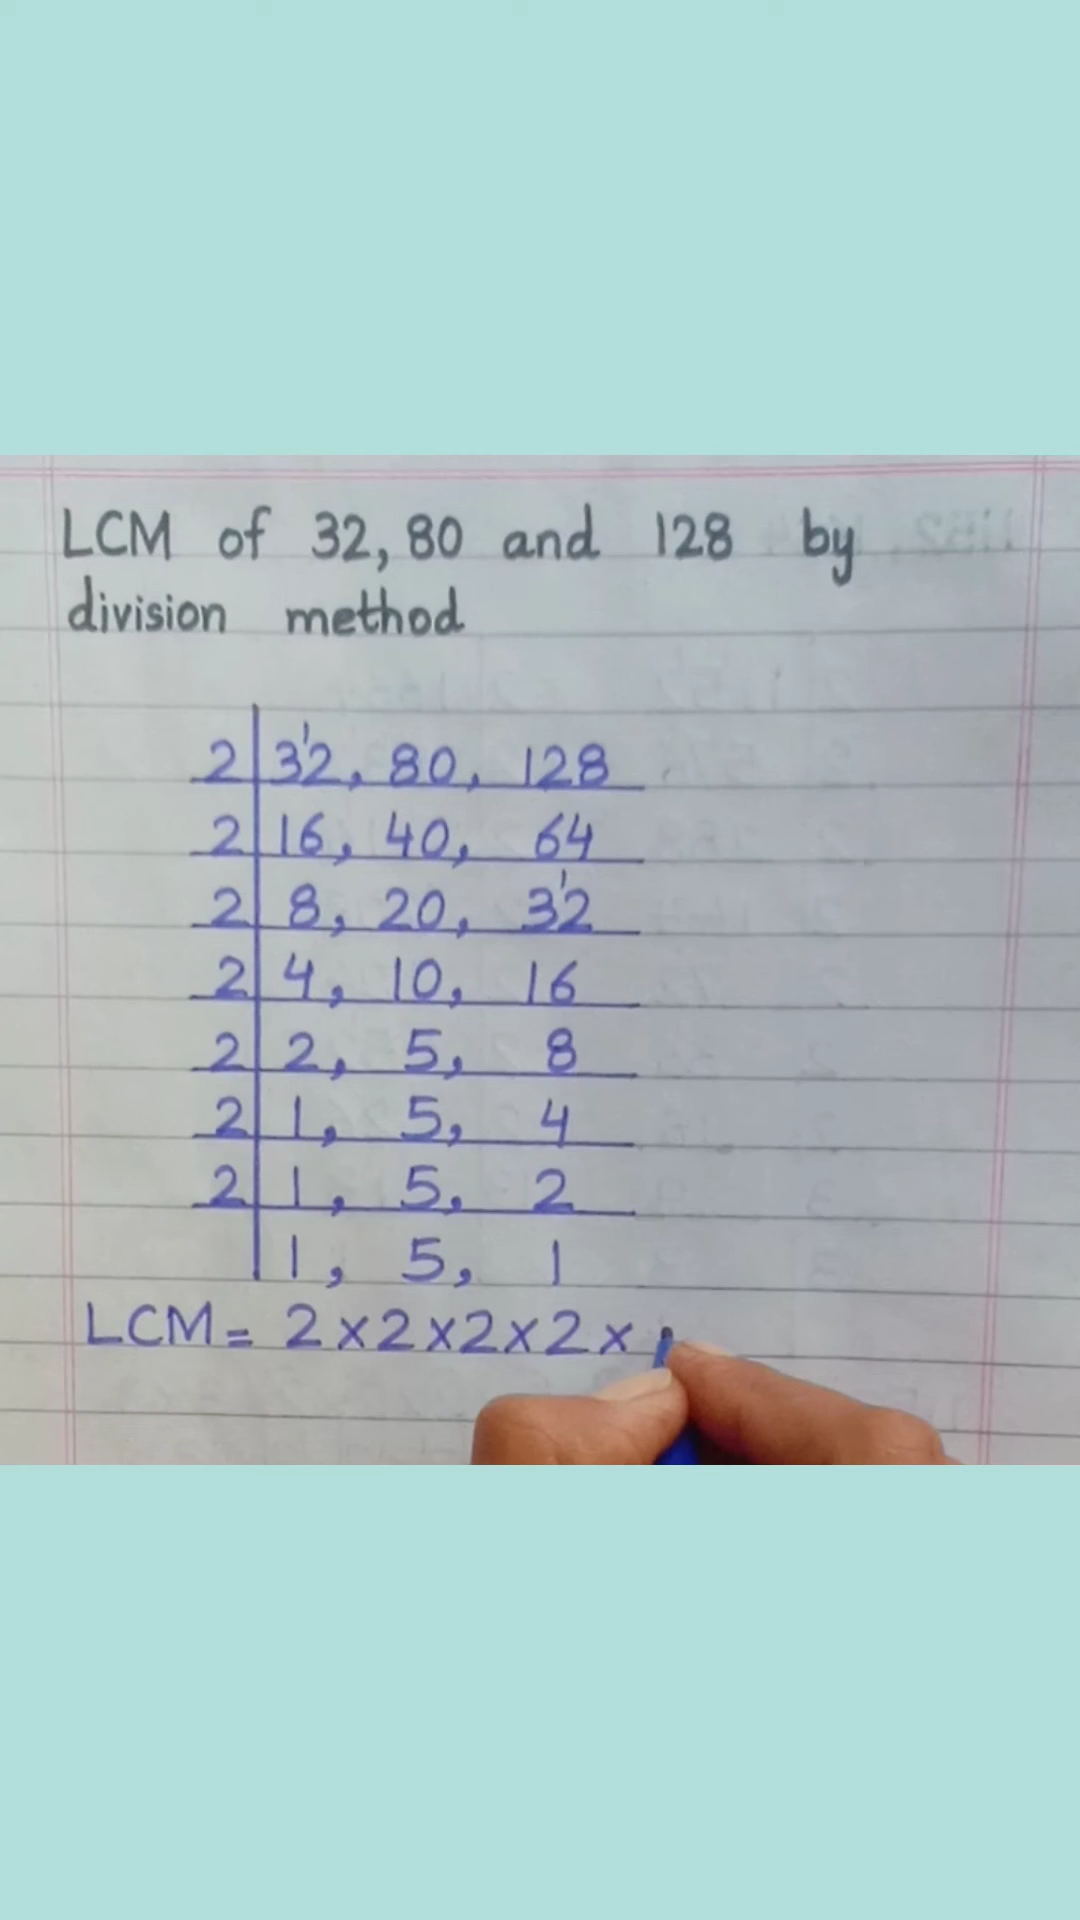 LCM of 32, 80 and 128 by
division method
2 32, 80, 128
2 16, 40, 64
2 8, 20, 32
2 4, 10, 16
2 2, 5, 8
2 1, 5, 4
2 1, 5, 2
1, 5, 1
LCM = 2×2×2×2×